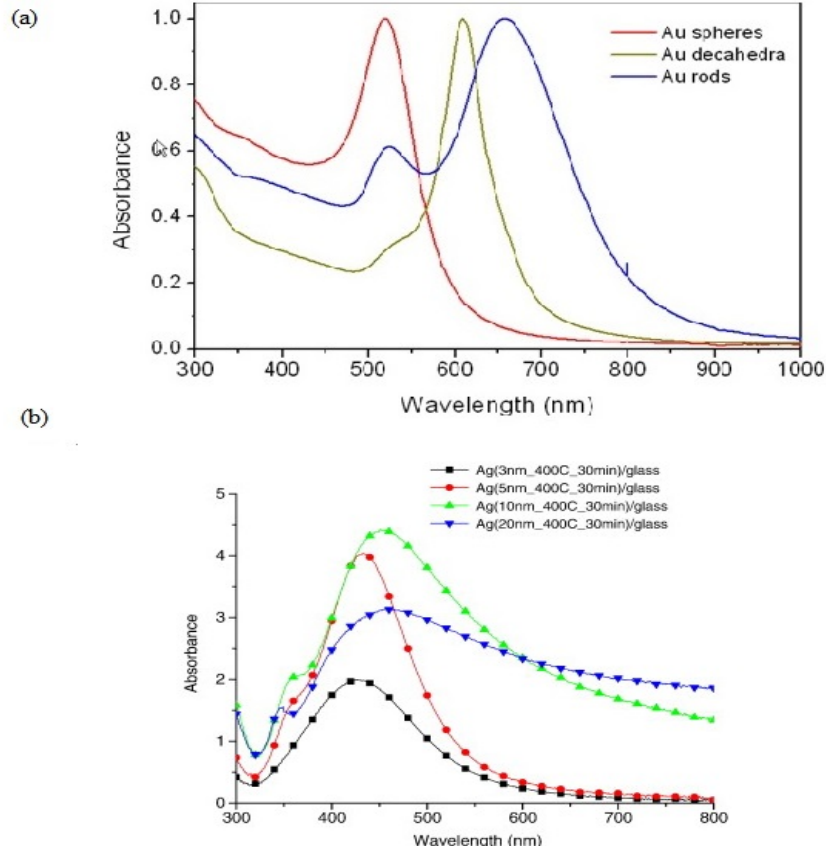 (a)
1.0
0.8
0.6
0.4
0.2
0.0
Absorbance
Au spheres
Au decahedra
Au rods
300 400 500 600 700 800 900 1000
Wavelength (nm)
(b)
Ag(3nm_400C_30min)/glass
Ag(5nm_400C_30min)/glass
Ag(10nm_400C_30min)/glass
Ag(20nm_400C_30min)/glass
5
4
3
2
1
0
Absorbance
300 400 500 600 700 800
Wavelength (nm)